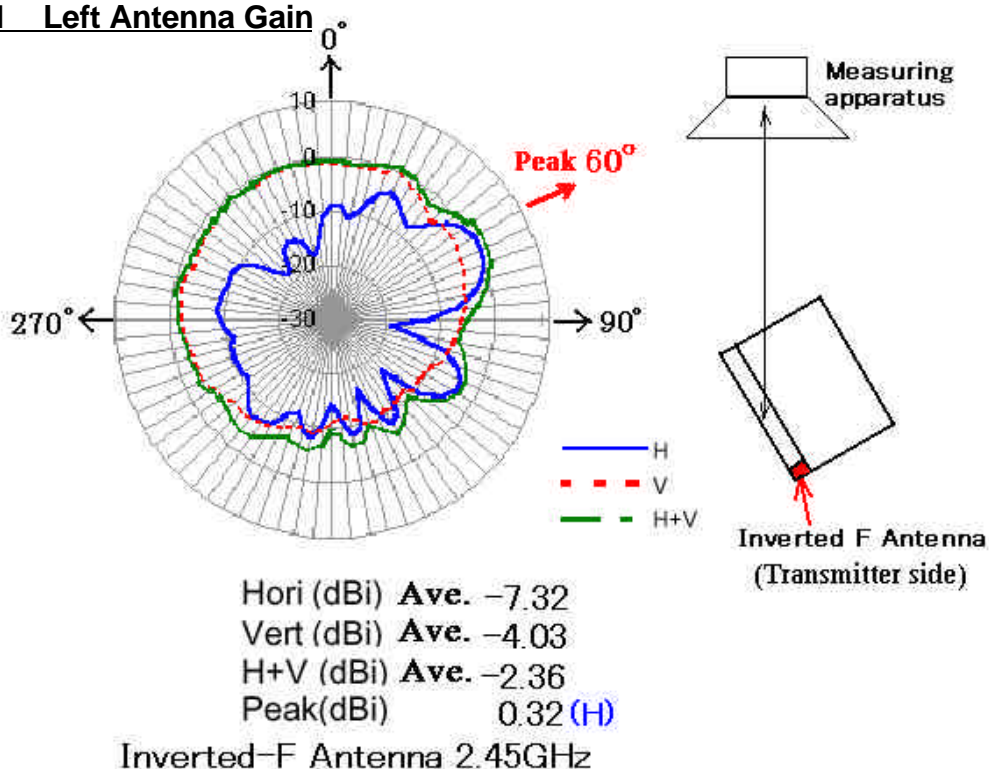 Left Antenna Gain
0°
10
0
-10
-20
-30
Peak 60°
270°
90°
Measuring
apparatus
H
V
H+V
Inverted F Antenna
(Transmitter side)
Hori (dBi) Ave. -7.32
Vert (dBi) Ave. -4.03
H+V (dBi) Ave. -2.36
Peak(dBi) 0.32 (H)
Inverted-F Antenna 2.45GHz